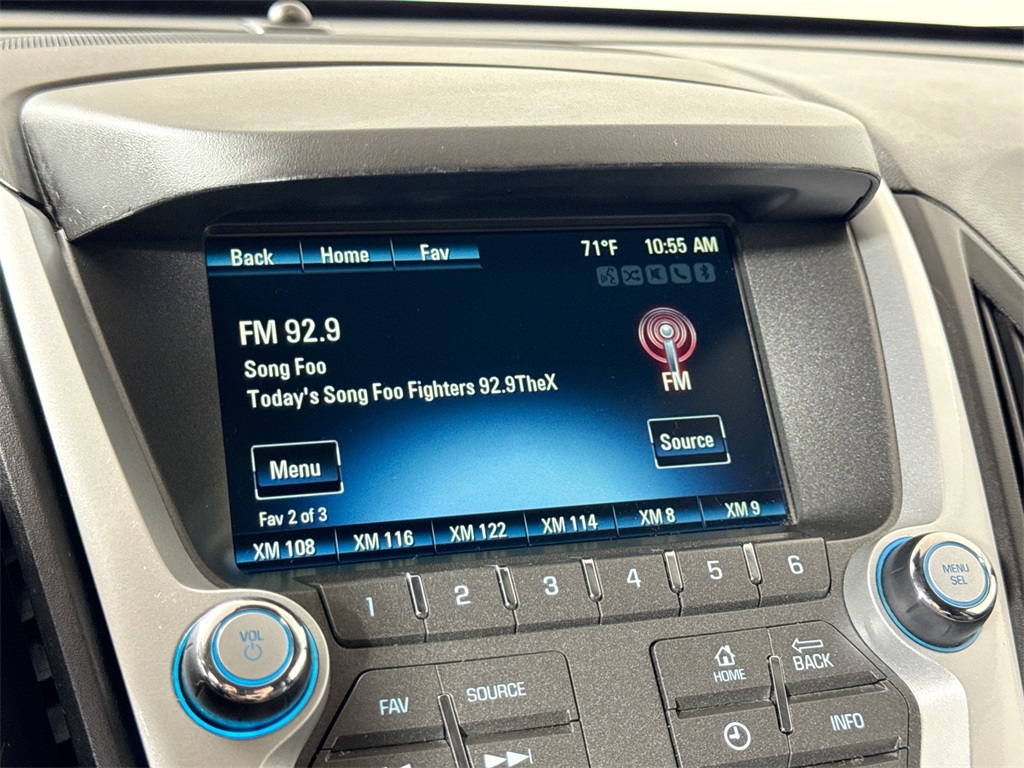 Back Home Fav 71°F 10:55 AM
FM 92.9
Song Foo
Today's Song Foo Fighters 92.9TheX
FM
Menu
Source
Fav 2 of 3
XM 108 XM 116 XM 122 XM 114 XM 8 XM 9
1 2 3 4 5 6
VOL
MENU
SEL
FAV SOURCE
HOME
BACK
INFO